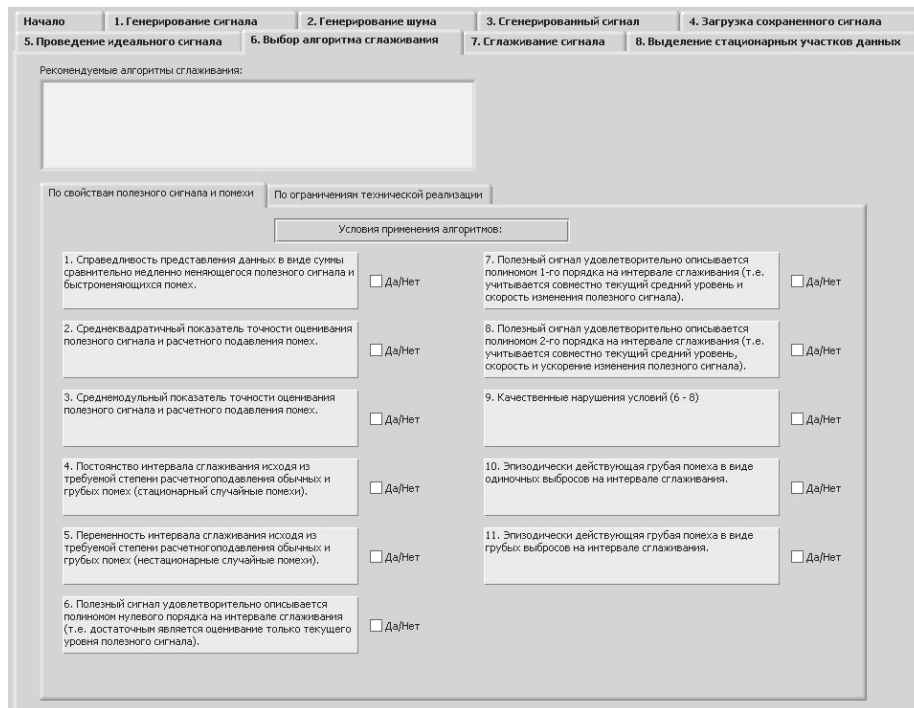 Начало
1. Генерирование сигнала
2. Генерирование шума
3. Сгенерированный сигнал
4. Загрузка сохраненного сигнала
5. Проведение идеального сигнала
6. Выбор алгоритма сглаживания
7. Сглаживание сигнала
8. Выделение стационарных участков данных
Рекомендуемые алгоритмы сглаживания:
По свойствам полезного сигнала и помехи
По ограничениям технической реализации
Условия применения алгоритмов:
1. Справедливость представления данных в виде суммы
сравнительно медленно меняющегося полезного сигнала и
быстроменяющихся помех.
Да/Нет
2. Среднеквадратичный показатель точности оценивания
полезного сигнала и расчетного подавления помех.
Да/Нет
3. Среднемодульный показатель точности оценивания
полезного сигнала и расчетного подавления помех.
Да/Нет
4. Постоянство интервала сглаживания исходя из
требуемой степени расчетногоподавления обычных и
грубых помех (стационарный случайные помехи).
Да/Нет
5. Переменность интервала сглаживания исходя из
требуемой степени расчетногоподавления обычных и
грубых помех (нестационарные случайные помехи).
Да/Нет
6. Полезный сигнал удовлетворительно описывается
полиномом нулевого порядка на интервале сглаживания
(т.е. достаточным является оценивание только текущего
уровня полезного сигнала).
Да/Нет
7. Полезный сигнал удовлетворительно описывается
полиномом 1-го порядка на интервале сглаживания (т.е.
учитывается совместно текущий средний уровень и
скорость изменения полезного сигнала).
Да/Нет
8. Полезный сигнал удовлетворительно описывается
полиномом 2-го порядка на интервале сглаживания (т.е.
учитывается совместно текущий средний уровень,
скорость и ускорение изменения полезного сигнала).
Да/Нет
9. Качественные нарушения условий (6 - 8)
Да/Нет
10. Эпизодически действующая грубая помеха в виде
одиночных выбросов на интервале сглаживания.
Да/Нет
11. Эпизодически действующая грубая помеха в виде
грубых выбросов на интервале сглаживания.
Да/Нет